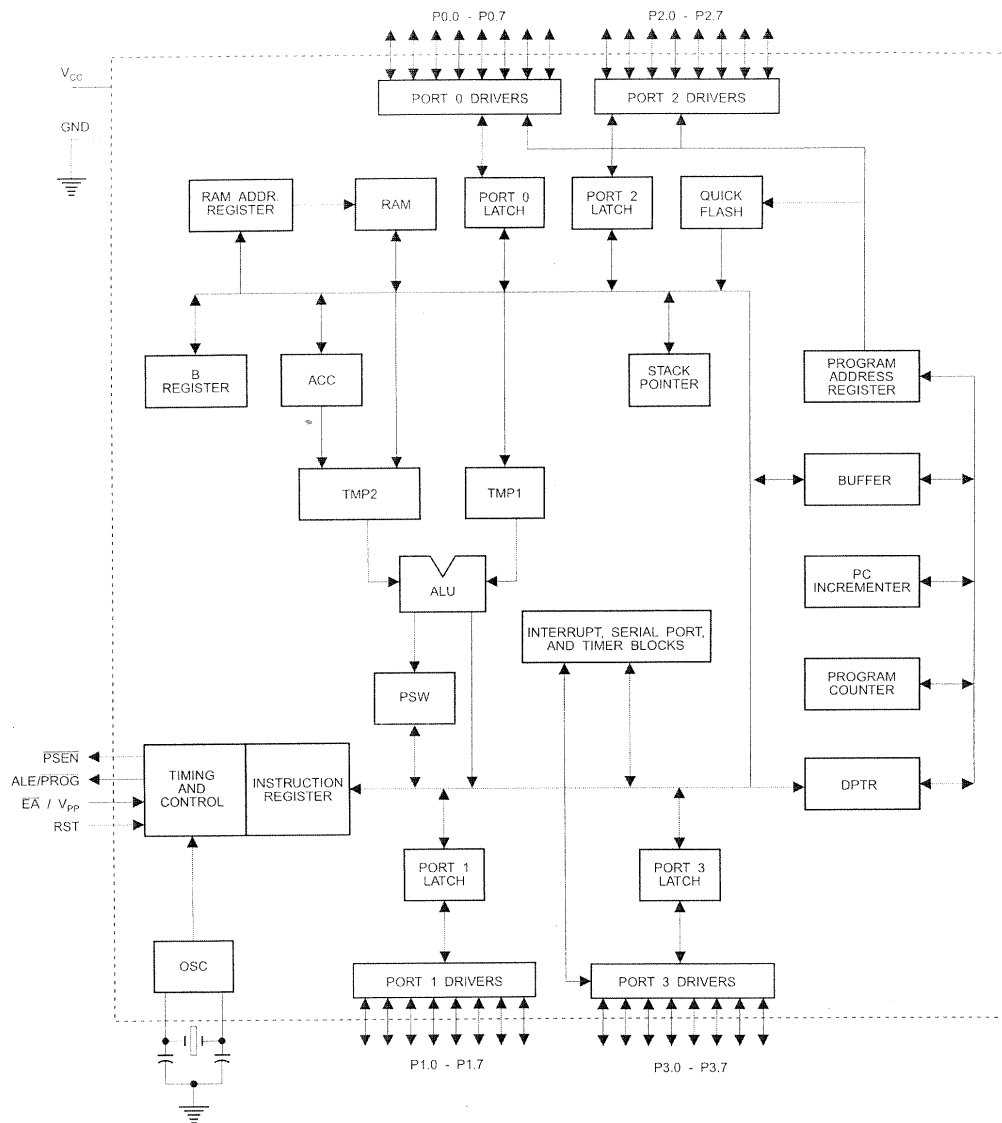 P0.0 - P0.7
P2.0 - P2.7
VCC
PORT 0 DRIVERS
PORT 2 DRIVERS
GND
RAM ADDR.
REGISTER
RAM
PORT 0
LATCH
PORT 2
LATCH
QUICK
FLASH
B
REGISTER
ACC
STACK
POINTER
PROGRAM
ADDRESS
REGISTER
TMP2
TMP1
BUFFER
ALU
PC
INCREMENTER
INTERRUPT, SERIAL PORT,
AND TIMER BLOCKS
PSW
PROGRAM
COUNTER
PSEN
ALE/PROG
EA / VPP
RST
TIMING
AND
CONTROL
INSTRUCTION
REGISTER
DPTR
PORT 1
LATCH
PORT 3
LATCH
OSC
PORT 1 DRIVERS
PORT 3 DRIVERS
P1.0 - P1.7
P3.0 - P3.7